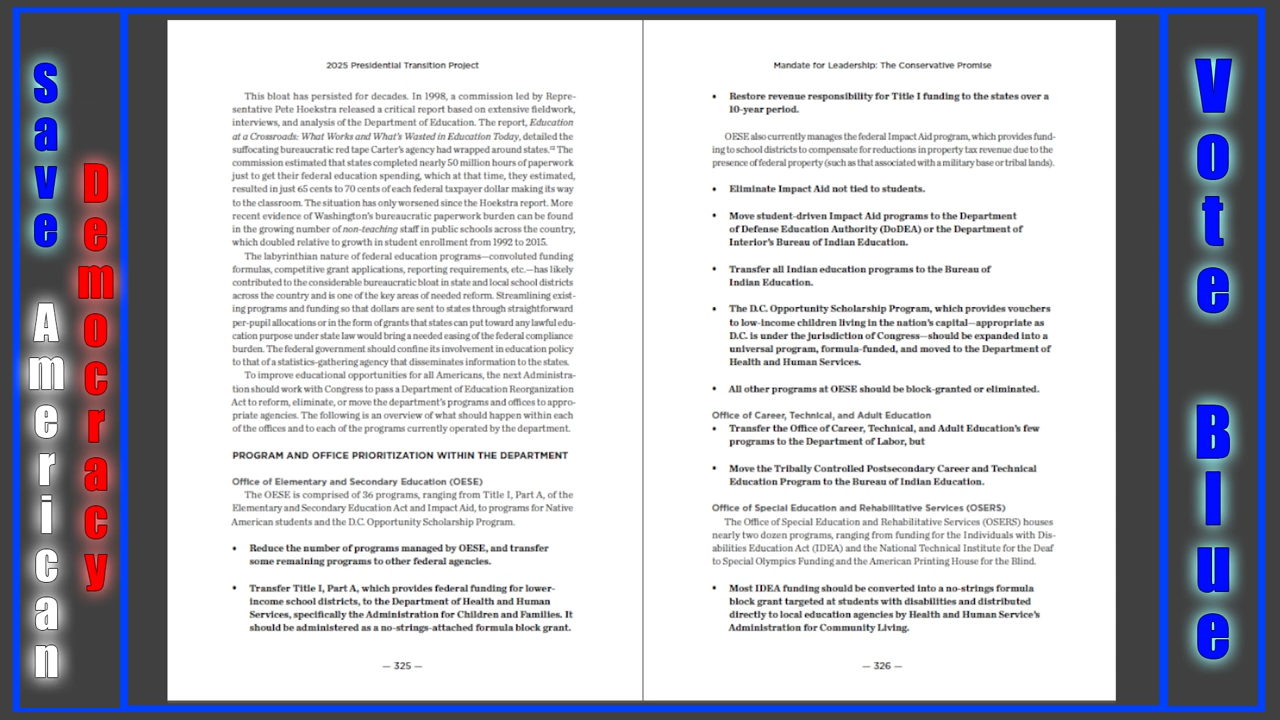 Save American
Democracy
2025 Presidential Transition Project
This bloat has persisted for decades. In 1998, a commission led by Repre-
sentative Pete Hoekstra released a critical report based on extensive fieldwork,
interviews, and analysis of the Department of Education. The report, Education
at a Crossroads: What Works and What's Wasted in Education Today, detailed the
suffocating bureaucratic red tape Carter's agency had wrapped around states.¹² The
commission estimated that states completed nearly 50 million hours of paperwork
just to get their federal education spending, which at that time, they estimated,
resulted in just 65 cents to 70 cents of each federal taxpayer dollar making its way
to the classroom. The situation has only worsened since the Hoekstra report. More
recent evidence of Washington's bureaucratic paperwork burden can be found
in the growing number of non-teaching staff in public schools across the country,
which doubled relative to growth in student enrollment from 1992 to 2015.
The labyrinthian nature of federal education programs—convoluted funding
formulas, competitive grant applications, reporting requirements, etc.—has likely
contributed to the considerable bureaucratic bloat in state and local school districts
across the country and is one of the key areas of needed reform. Streamlining exist-
ing programs and funding so that dollars are sent to states through straightforward
per-pupil allocations or in the form of grants that states can put toward any lawful edu-
cation purpose under state law would bring a needed easing of the federal compliance
burden. The federal government should confine its involvement in education policy
to that of a statistics-gathering agency that disseminates information to the states.
To improve educational opportunities for all Americans, the next Administra-
tion should work with Congress to pass a Department of Education Reorganization
Act to reform, eliminate, or move the department's programs and offices to appro-
priate agencies. The following is an overview of what should happen within each
of the offices and to each of the programs currently operated by the department.
PROGRAM AND OFFICE PRIORITIZATION WITHIN THE DEPARTMENT
Office of Elementary and Secondary Education (OESE)
The OESE is comprised of 36 programs, ranging from Title I, Part A, of the
Elementary and Secondary Education Act and Impact Aid, to programs for Native
American students and the D.C. Opportunity Scholarship Program.
• Reduce the number of programs managed by OESE, and transfer
some remaining programs to other federal agencies.
• Transfer Title I, Part A, which provides federal funding for lower-
income school districts, to the Department of Health and Human
Services, specifically the Administration for Children and Families. It
should be administered as a no-strings-attached formula block grant.
— 325 —
Mandate for Leadership: The Conservative Promise
• Restore revenue responsibility for Title I funding to the states over a
10-year period.
OESE also currently manages the federal Impact Aid program, which provides fund-
ing to school districts to compensate for reductions in property tax revenue due to the
presence of federal property (such as that associated with a military base or tribal lands).
• Eliminate Impact Aid not tied to students.
• Move student-driven Impact Aid programs to the Department
of Defense Education Authority (DoDEA) or the Department of
Interior's Bureau of Indian Education.
• Transfer all Indian education programs to the Bureau of
Indian Education.
• The D.C. Opportunity Scholarship Program, which provides vouchers
to low-income children living in the nation's capital—appropriate as
D.C. is under the jurisdiction of Congress—should be expanded into a
universal program, formula-funded, and moved to the Department of
Health and Human Services.
• All other programs at OESE should be block-granted or eliminated.
Office of Career, Technical, and Adult Education
• Transfer the Office of Career, Technical, and Adult Education's few
programs to the Department of Labor, but
• Move the Tribally Controlled Postsecondary Career and Technical
Education Program to the Bureau of Indian Education.
Office of Special Education and Rehabilitative Services (OSERS)
The Office of Special Education and Rehabilitative Services (OSERS) houses
nearly two dozen programs, ranging from funding for the Individuals with Dis-
abilities Education Act (IDEA) and the National Technical Institute for the Deaf
to Special Olympics Funding and the American Printing House for the Blind.
• Most IDEA funding should be converted into a no-strings formula
block grant targeted at students with disabilities and distributed
directly to local education agencies by Health and Human Service's
Administration for Community Living.
— 326 —
Vote Blue